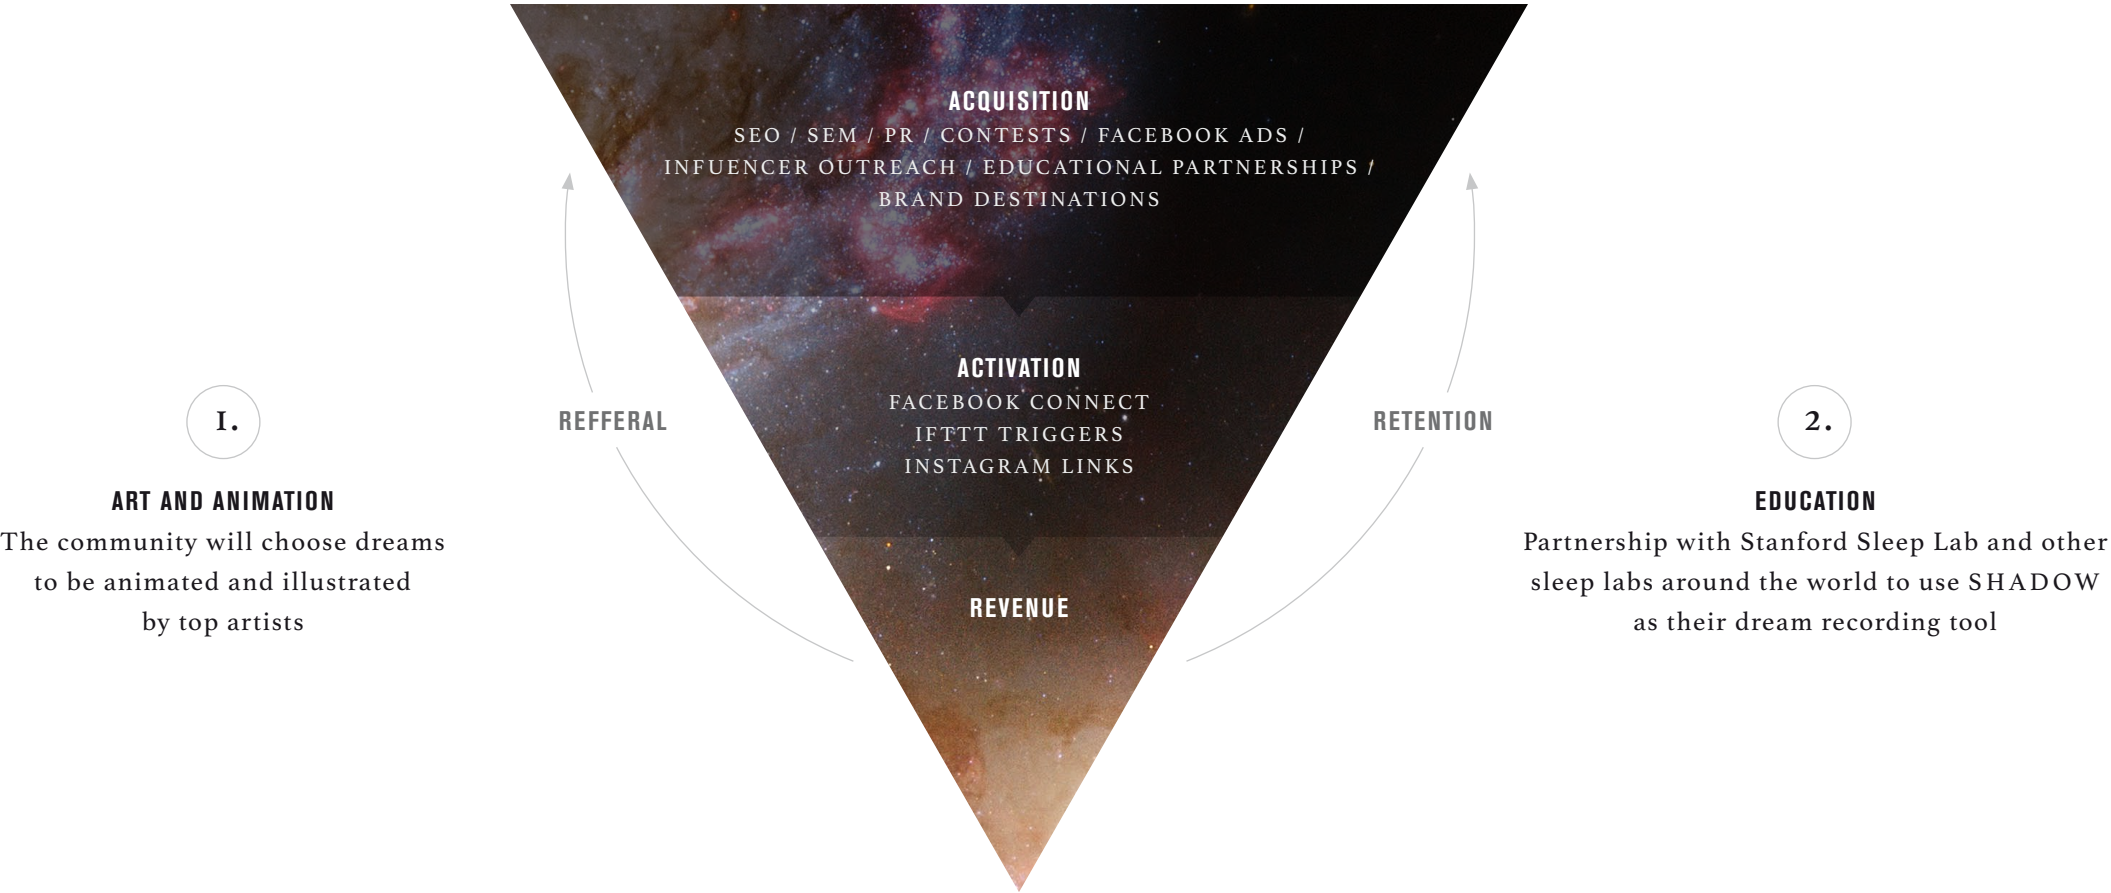 ACQUISITION
SEO / SEM / PR / CONTESTS / FACEBOOK ADS /
INFUENCER OUTREACH / EDUCATIONAL PARTNERSHIPS /
BRAND DESTINATIONS
ACTIVATION
FACEBOOK CONNECT
IFTTT TRIGGERS
INSTAGRAM LINKS
REVENUE
REFFERAL
RETENTION
1.
ART AND ANIMATION
The community will choose dreams
to be animated and illustrated
by top artists
2.
EDUCATION
Partnership with Stanford Sleep Lab and other
sleep labs around the world to use SHADOW
as their dream recording tool